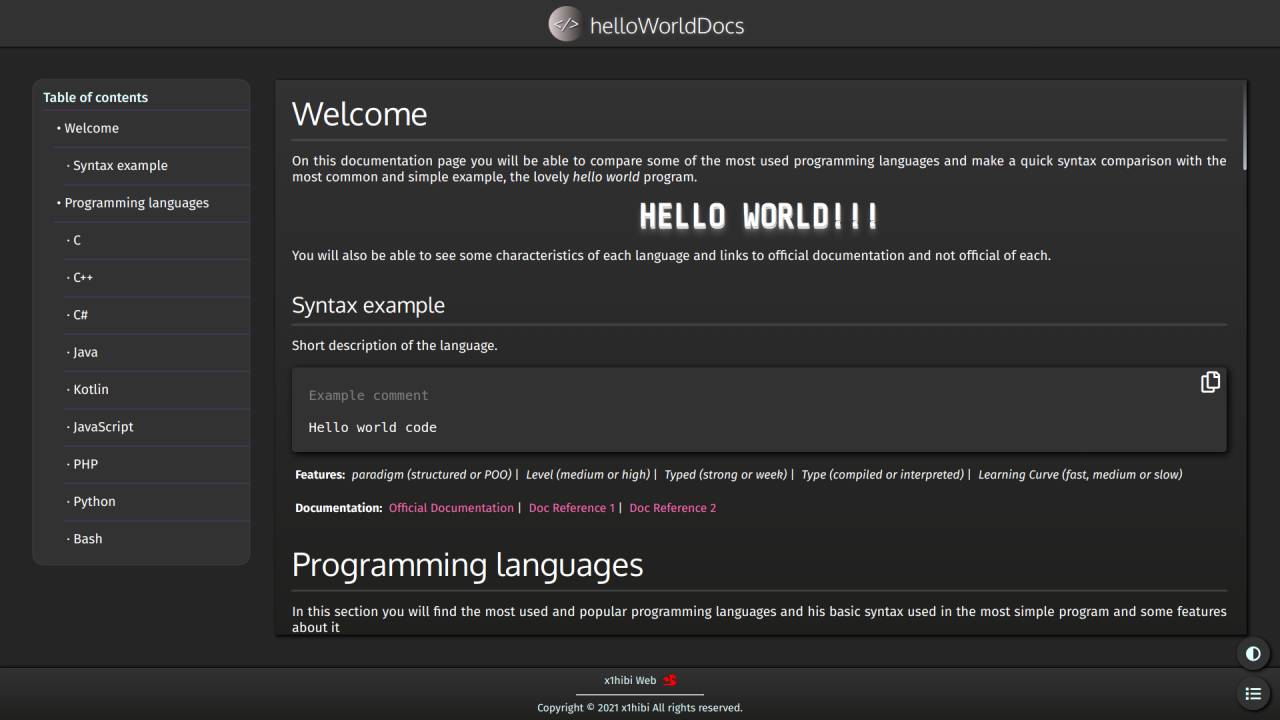 </> helloWorldDocs
Table of contents
• Welcome
· Syntax example
• Programming languages
· C
· C++
· C#
· Java
· Kotlin
· JavaScript
· PHP
· Python
· Bash
Welcome
On this documentation page you will be able to compare some of the most used programming languages and make a quick syntax comparison with the
most common and simple example, the lovely hello world program.
HELLO WORLD!!!
You will also be able to see some characteristics of each language and links to official documentation and not official of each.
Syntax example
Short description of the language.
Example comment
Hello world code
Features: paradigm (structured or POO) | Level (medium or high) | Typed (strong or week) | Type (compiled or interpreted) | Learning Curve (fast, medium or slow)
Documentation: Official Documentation | Doc Reference 1 | Doc Reference 2
Programming languages
In this section you will find the most used and popular programming languages and his basic syntax used in the most simple program and some features
about it
x1hibi Web
Copyright © 2021 x1hibi All rights reserved.